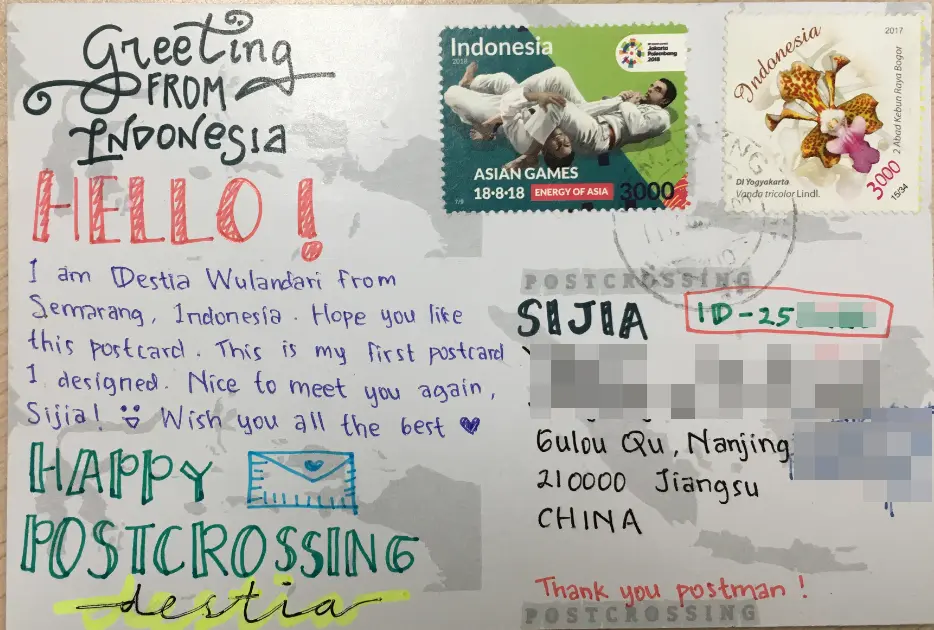 Greeting
FROM
INDONESIA
HELLO!
I am Destia Wulandari from
Semarang, Indonesia. Hope you like
this postcard. This is my first postcard
I designed. Nice to meet you again,
Sijia! Wish you all the best ♥
HAPPY
POSTCROSSING
destia
Indonesia
2018
Jakarta
Palembang
2018
ASIAN GAMES
18•8•18 ENERGY OF ASIA 3000
Indonesia
2017
2 Abad Kebun Raya Bogor
DI Yogyakarta
Vanda tricolor Lindl.
3000
15/34
POSTCROSSING
SIJIA
ID-25
Gulou Qu, Nanjing
210000 Jiangsu
CHINA
Thank you postman!
POSTCROSSING